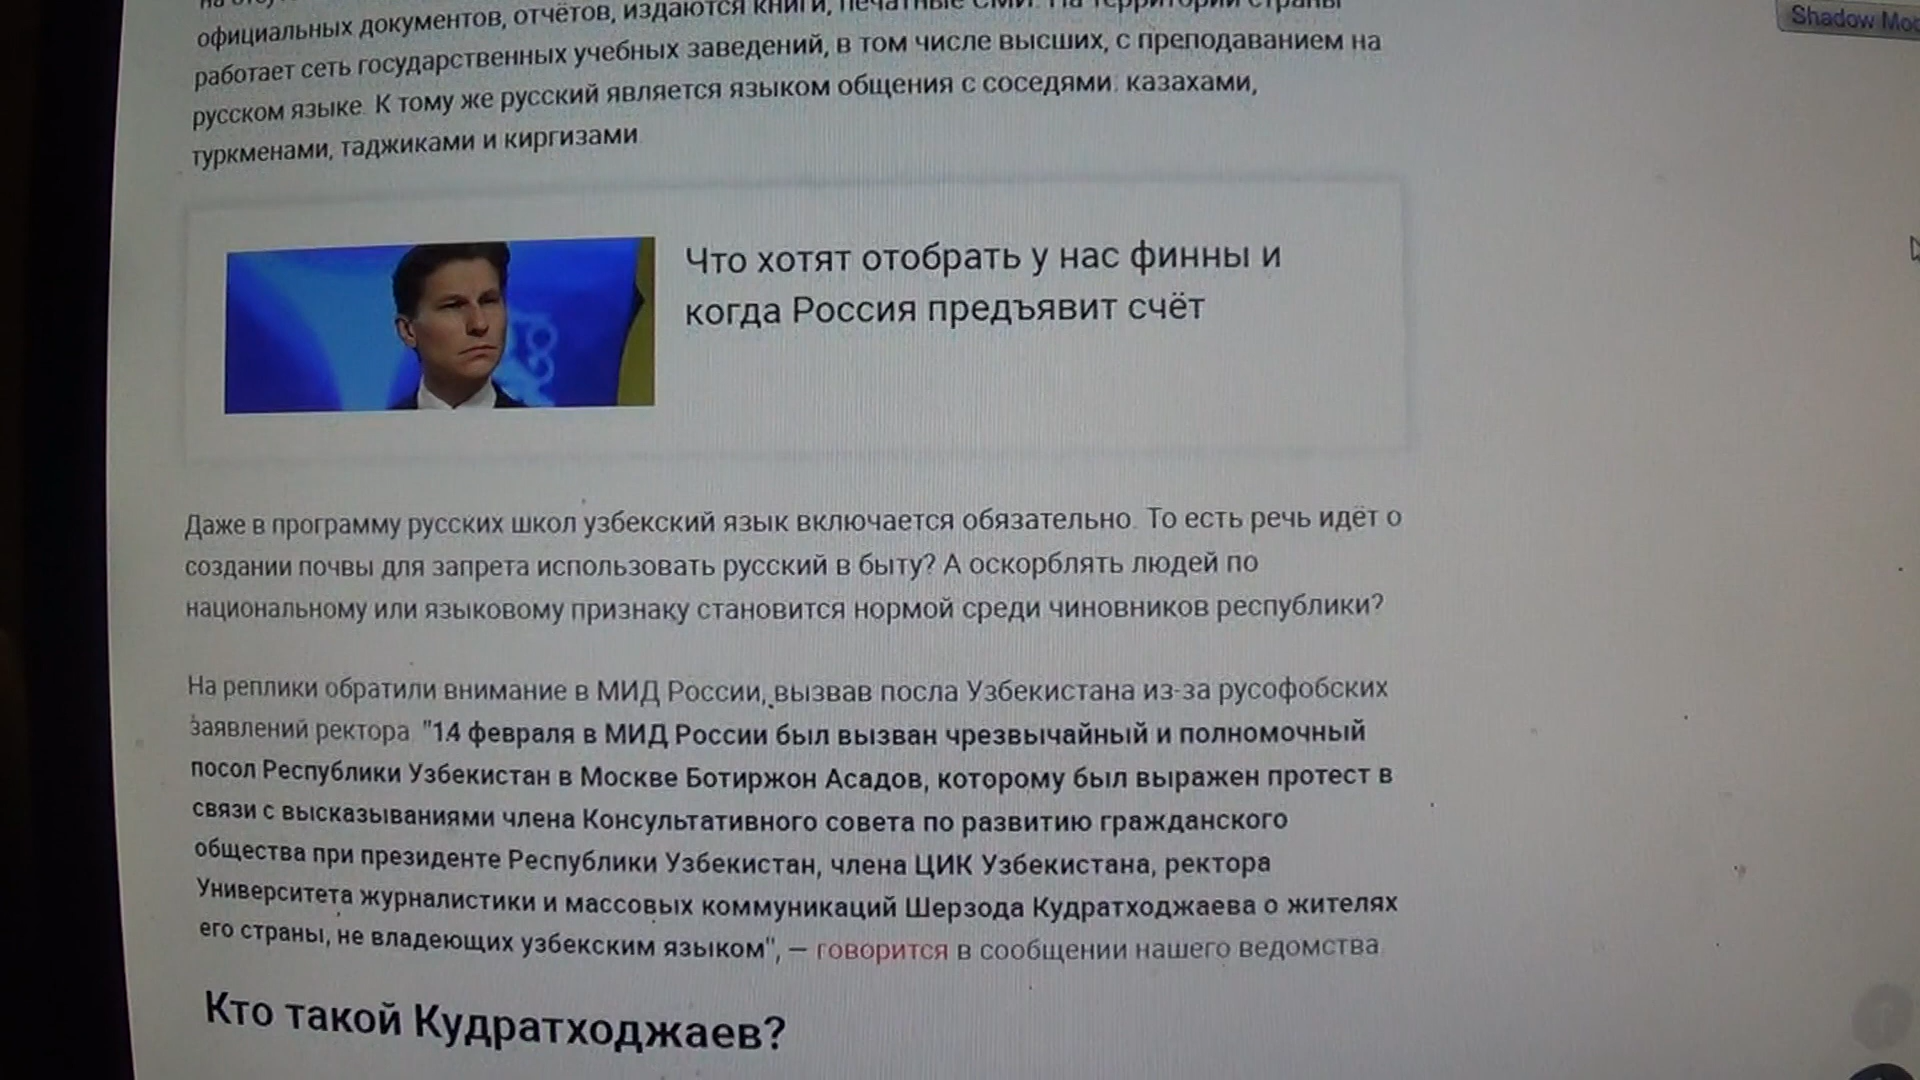 официальных документов, отчётов, издаются книги, печатные СМИ. На территории страны
работает сеть государственных учебных заведений, в том числе высших, с преподаванием на
русском языке. К тому же русский является языком общения с соседями: казахами,
туркменами, таджиками и киргизами.
Shadow
Что хотят отобрать у нас финны и
когда Россия предъявит счёт
Даже в программу русских школ узбекский язык включается обязательно. То есть речь идёт о
создании почвы для запрета использовать русский в быту? А оскорблять людей по
национальному или языковому признаку становится нормой среди чиновников республики?
На реплики обратили внимание в МИД России, вызвав посла Узбекистана из-за русофобских
заявлений ректора. "14 февраля в МИД России был вызван чрезвычайный и полномочный
посол Республики Узбекистан в Москве Ботиржон Асадов, которому был выражен протест в
связи с высказываниями члена Консультативного совета по развитию гражданского
общества при президенте Республики Узбекистан, члена ЦИК Узбекистана, ректора
Университета журналистики и массовых коммуникаций Шерзода Кудратходжаева о жителях
его страны, не владеющих узбекским языком", — говорится в сообщении нашего ведомства.
Кто такой Кудратходжаев?